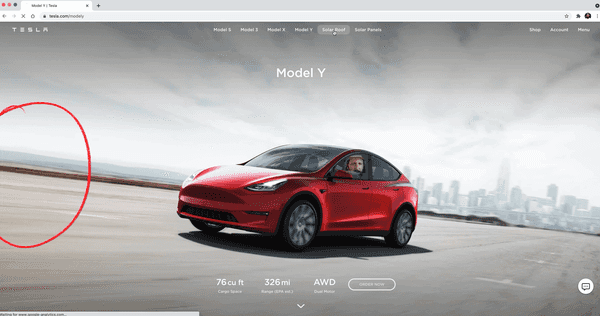 Model Y | Tesla
tesla.com/modely
TESLA
Model S Model 3 Model X Model Y Solar Roof Solar Panels
Shop Account Menu
Model Y
76 cu ft 326 mi AWD
Cargo Space Range (EPA est.) Dual Motor
ORDER NOW
Waiting for www.google-analytics.com...